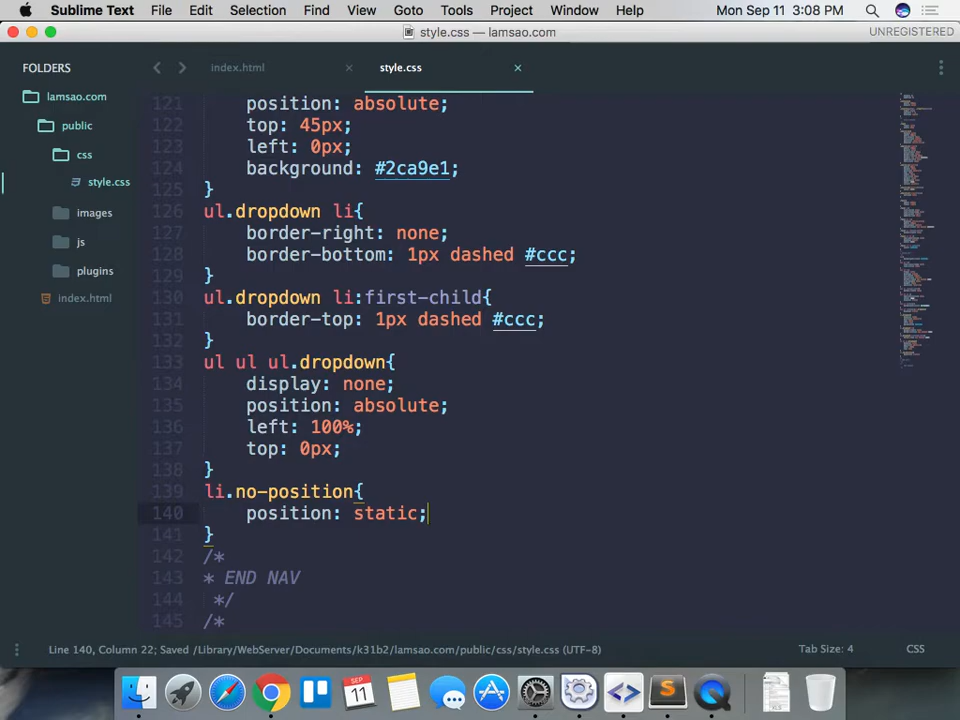 Sublime Text File Edit Selection Find View Goto Tools Project Window Help Mon Sep 11 3:08 PM
style.css — lamsao.com UNREGISTERED
FOLDERS
lamsao.com
public
css
style.css
images
js
plugins
index.html
index.html style.css
121 position: absolute;
122 top: 45px;
123 left: 0px;
124 background: #2ca9e1;
125 }
126 ul.dropdown li{
127 border-right: none;
128 border-bottom: 1px dashed #ccc;
129 }
130 ul.dropdown li:first-child{
131 border-top: 1px dashed #ccc;
132 }
133 ul ul ul.dropdown{
134 display: none;
135 position: absolute;
136 left: 100%;
137 top: 0px;
138 }
139 li.no-position{
140 position: static;
141 }
142 /*
143 * END NAV
144 */
145 /*
Line 140, Column 22; Saved /Library/WebServer/Documents/k31b2/lamsao.com/public/css/style.css (UTF-8) Tab Size: 4 CSS
SEP
11